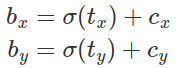 b_x = σ(t_x) + c_x
b_y = σ(t_y) + c_y